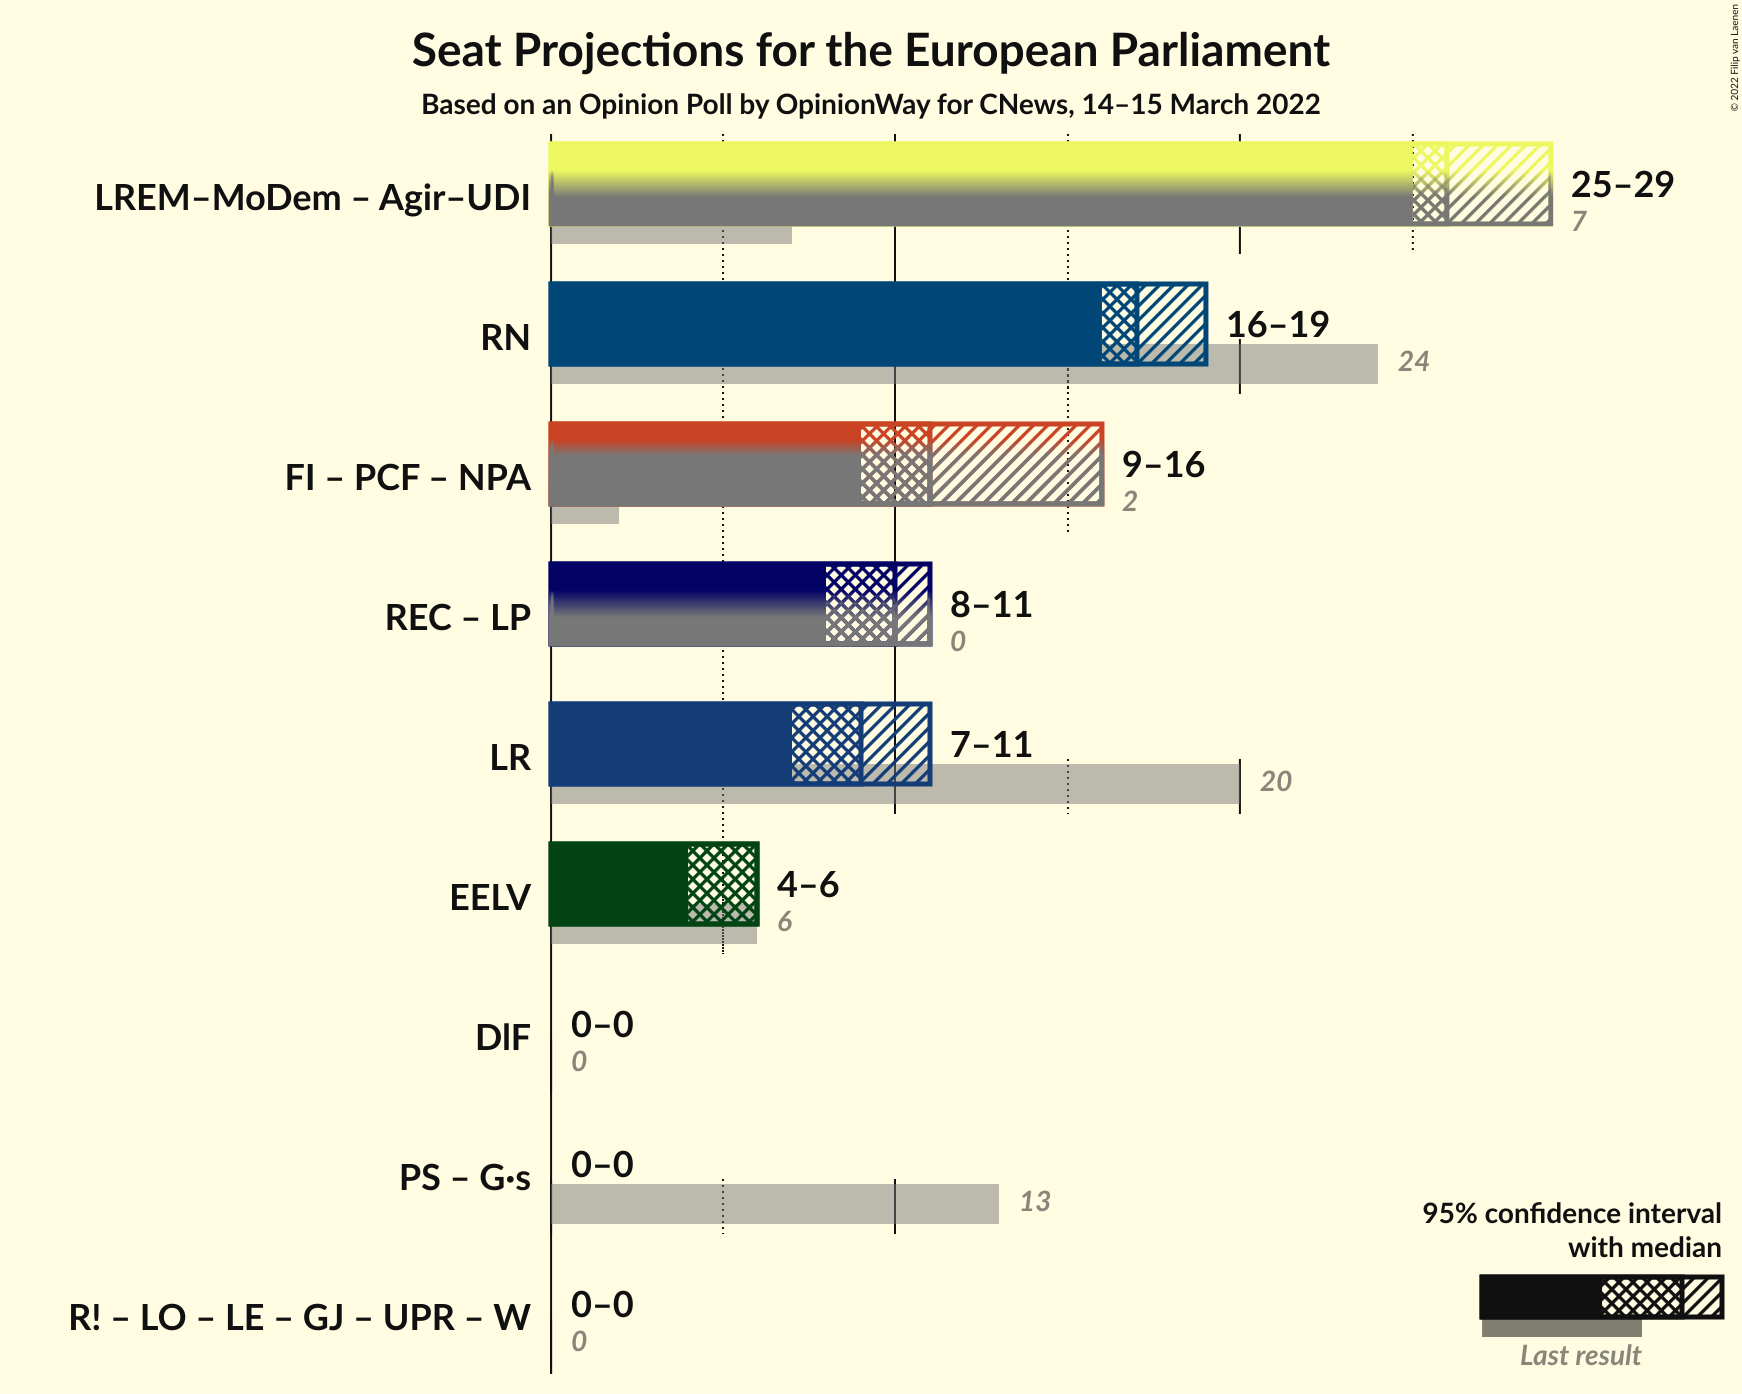 Seat Projections for the European Parliament
Based on an Opinion Poll by OpinionWay for CNews, 14–15 March 2022
© 2022 Filip van Laenen
LREM–MoDem – Agir–UDI
25–29
7
RN
16–19
24
FI – PCF – NPA
9–16
2
REC – LP
8–11
0
LR
7–11
20
EELV
4–6
6
DlF
0–0
0
PS – G·s
0–0
13
R! – LO – LE – GJ – UPR – W
0–0
0
95% confidence interval
with median
Last result